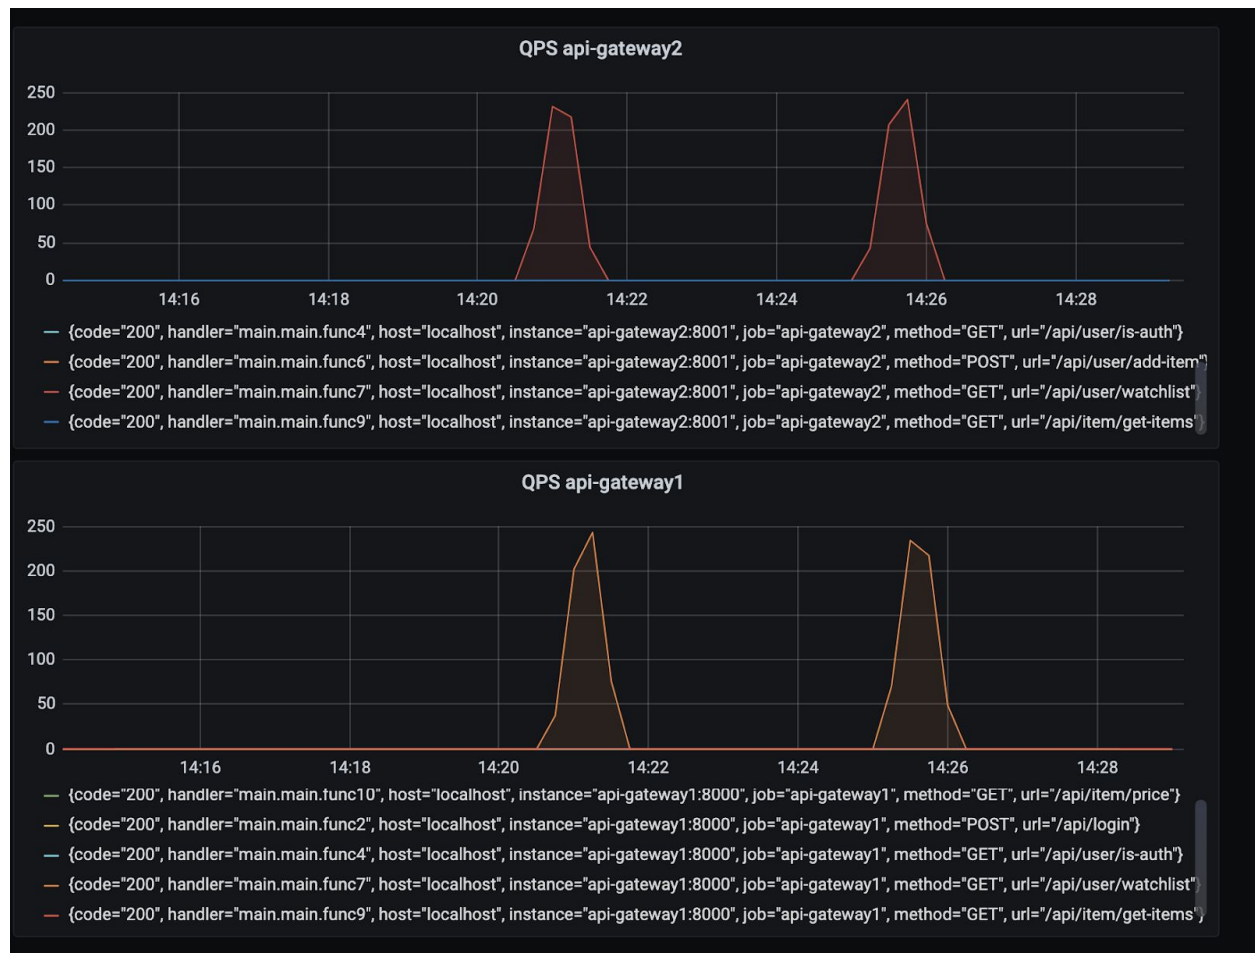 QPS api-gateway2
250
200
150
100
50
0
14:16 14:18 14:20 14:22 14:24 14:26 14:28
{code="200", handler="main.main.func4", host="localhost", instance="api-gateway2:8001", job="api-gateway2", method="GET", url="/api/user/is-auth"}
{code="200", handler="main.main.func6", host="localhost", instance="api-gateway2:8001", job="api-gateway2", method="POST", url="/api/user/add-item"}
{code="200", handler="main.main.func7", host="localhost", instance="api-gateway2:8001", job="api-gateway2", method="GET", url="/api/user/watchlist"}
{code="200", handler="main.main.func9", host="localhost", instance="api-gateway2:8001", job="api-gateway2", method="GET", url="/api/item/get-items"}
QPS api-gateway1
250
200
150
100
50
0
14:16 14:18 14:20 14:22 14:24 14:26 14:28
{code="200", handler="main.main.func10", host="localhost", instance="api-gateway1:8000", job="api-gateway1", method="GET", url="/api/item/price"}
{code="200", handler="main.main.func2", host="localhost", instance="api-gateway1:8000", job="api-gateway1", method="POST", url="/api/login"}
{code="200", handler="main.main.func4", host="localhost", instance="api-gateway1:8000", job="api-gateway1", method="GET", url="/api/user/is-auth"}
{code="200", handler="main.main.func7", host="localhost", instance="api-gateway1:8000", job="api-gateway1", method="GET", url="/api/user/watchlist"}
{code="200", handler="main.main.func9", host="localhost", instance="api-gateway1:8000", job="api-gateway1", method="GET", url="/api/item/get-items"}